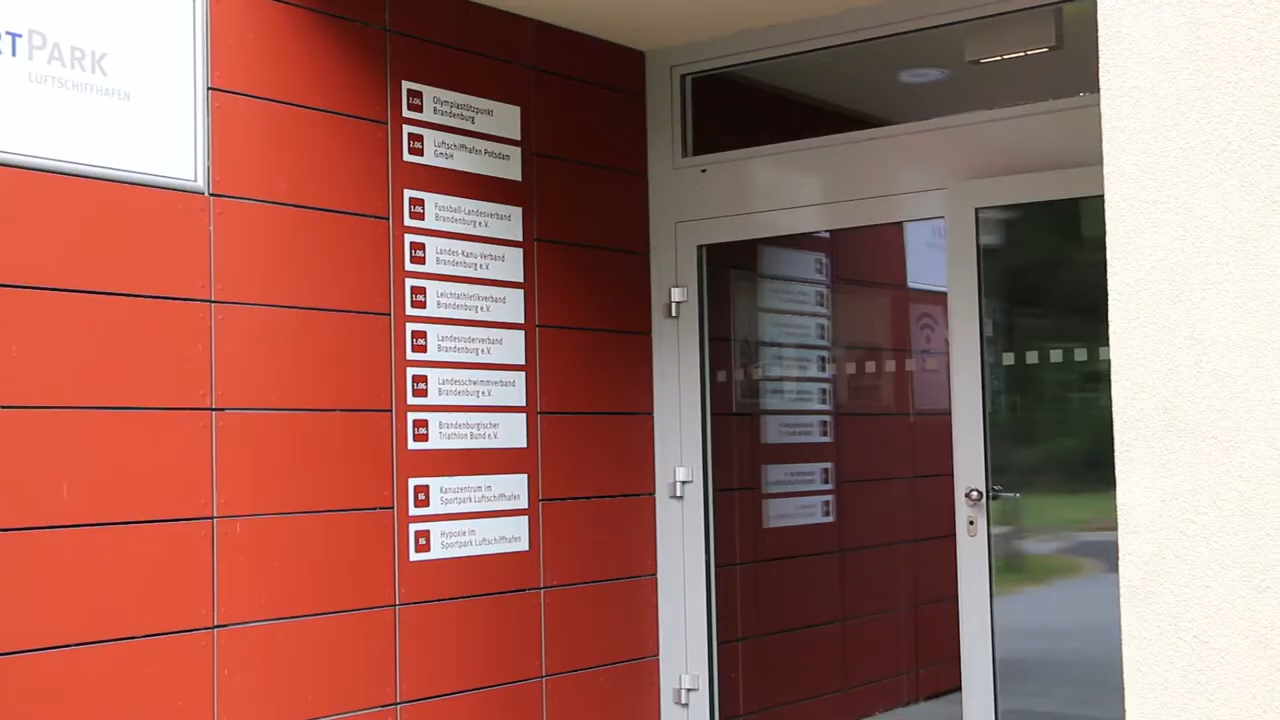 RTPARK
LUFTSCHIFFHAFEN
2.OG
Olympiastützpunkt
Brandenburg
2.OG
Luftschiffhafen Potsdam
GmbH
1.OG
Fussball-Landesverband
Brandenburg e.V.
1.OG
Landes-Kanu-Verband
Brandenburg e.V.
1.OG
Leichtathletikverband
Brandenburg e.V.
1.OG
Landesruderverband
Brandenburg e.V.
1.OG
Landesschwimmverband
Brandenburg e.V.
1.OG
Brandenburgischer
Triathlon Bund e.V.
EG
Kanuzentrum im
Sportpark Luftschiffhafen
EG
Hypoxie im
Sportpark Luftschiffhafen